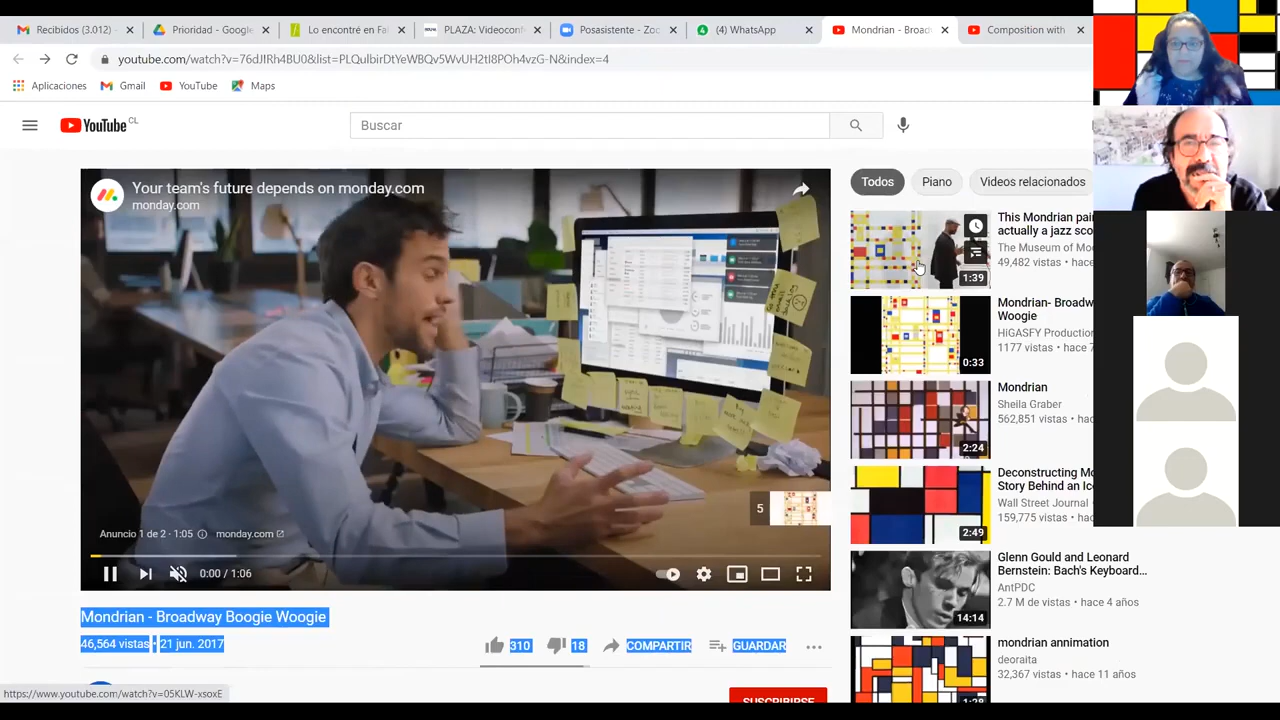 Recibidos (3.012) -
Prioridad - Google
Lo encontré en Fal
PLAZA: Videoconf
Posasistente - Zoo
(4) WhatsApp
Mondrian - Broad
Composition with
youtube.com/watch?v=76dJIRh4BU0&list=PLQulbirDtYeWBQvxpWUH2tI8POh4vzG-N&index=4
Aplicaciones
Gmail
YouTube
Maps
YouTube CL
Buscar
Your team's future depends on monday.com
monday.com
5
Anuncio 1 de 2 · 1:05
monday.com
0:00 / 1:06
Mondrian - Broadway Boogie Woogie
46,564 vistas • 21 jun. 2017
310
18
COMPARTIR
GUARDAR
SUSCRIBIRSE
https://www.youtube.com/watch?v=05KLW-xsoxE
Todos
Piano
Videos relacionados
This Mondrian pai
actually a jazz sco
The Museum of Mo
49,482 vistas • hace
1:39
Mondrian- Broadw
Woogie
HiGASFY Production
1177 vistas • hace 7
0:33
Mondrian
Sheila Graber
562,851 vistas • hac
2:24
Deconstructing Mo
Story Behind an Ic
Wall Street Journal
159,775 vistas • hac
2:49
Glenn Gould and Leonard
Bernstein: Bach's Keyboard...
AntPDC
2.7 M de vistas • hace 4 años
14:14
mondrian annimation
deoraita
32,367 vistas • hace 11 años
1:28